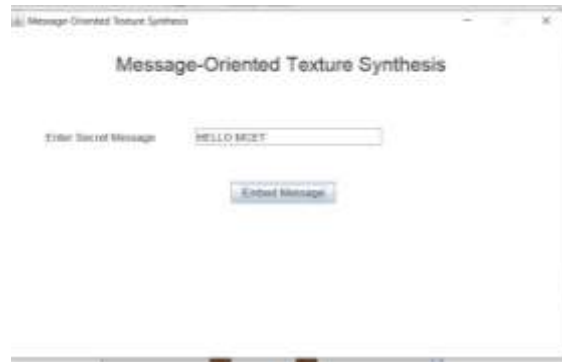 Message-Oriented Texture Synthesis
Message-Oriented Texture Synthesis
Enter Secret Message
HELLO MCET
Embed Message